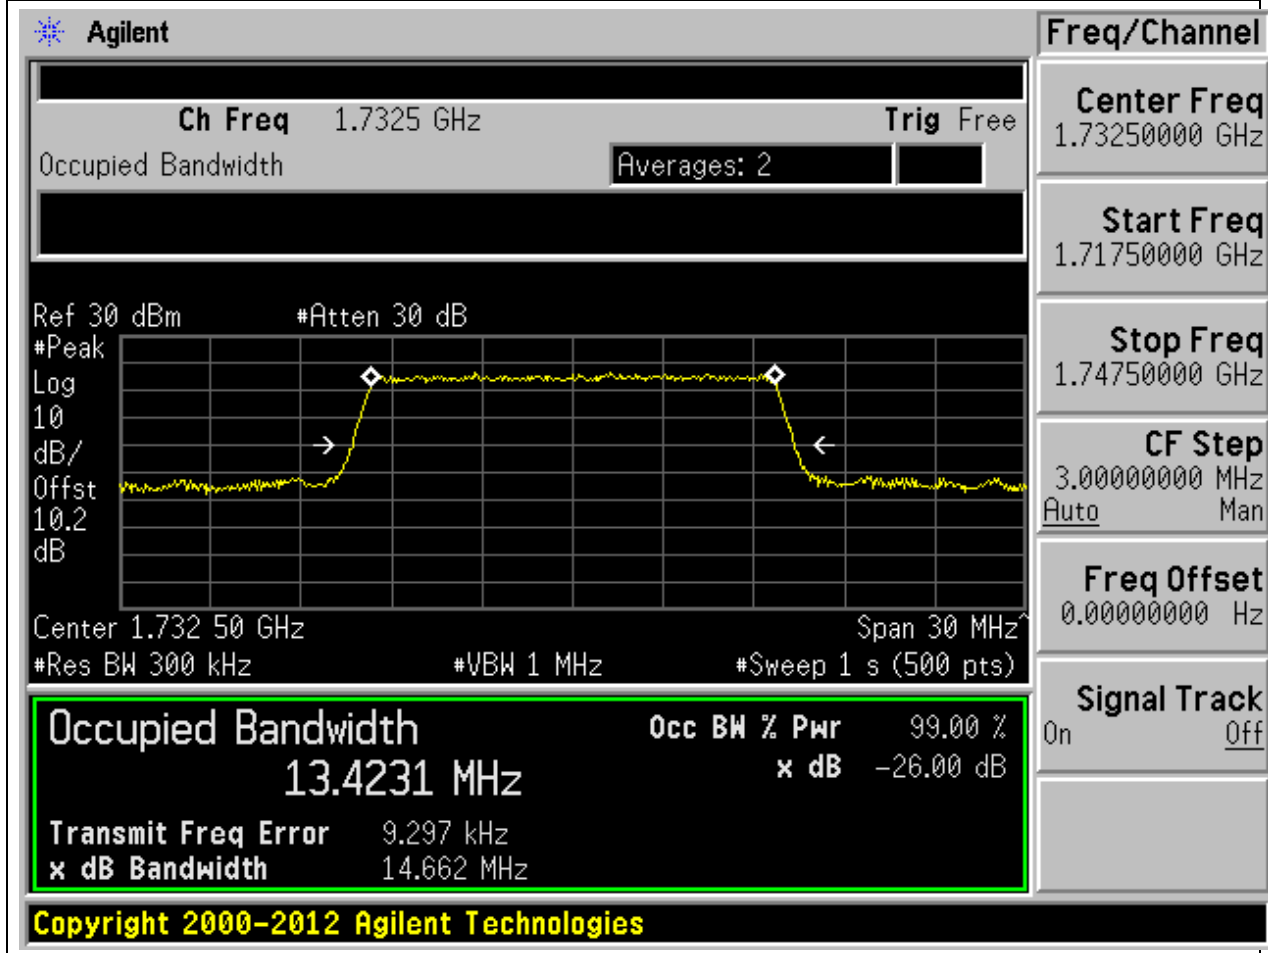 Agilent
Freq/Channel
Ch Freq 1.7325 GHz Trig Free
Occupied Bandwidth Averages: 2
Center Freq
1.73250000 GHz
Start Freq
1.71750000 GHz
Stop Freq
1.74750000 GHz
CF Step
3.00000000 MHz
Auto Man
Freq Offset
0.00000000 Hz
Signal Track
On Off
Ref 30 dBm #Atten 30 dB
#Peak
Log
10
dB/
Offst
10.2
dB
Center 1.732 50 GHz Span 30 MHz^
#Res BW 300 kHz #VBW 1 MHz #Sweep 1 s (500 pts)
Occupied Bandwidth Occ BW % Pwr 99.00 %
13.4231 MHz x dB -26.00 dB
Transmit Freq Error 9.297 kHz
x dB Bandwidth 14.662 MHz
Copyright 2000-2012 Agilent Technologies